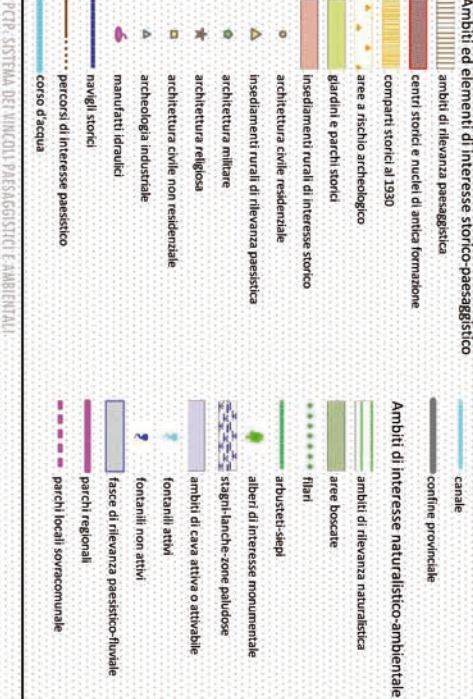 Ambiti ed elementi di interesse storico-paesaggistico
ambiti di rilevanza paesaggistica
centri storici e nuclei di antica formazione
comparti storici al 1930
aree a rischio archeologico
giardini e parchi storici
insediamenti rurali di interesse storico
architettura civile residenziale
insediamenti rurali di rilevanza paesistica
architettura militare
architettura religiosa
architettura civile non residenziale
archeologia industriale
manufatti idraulici
navigli storici
percorsi di interesse paesistico
corso d'acqua
canale
confine provinciale
Ambiti di interesse naturalistico-ambientale
ambiti di rilevanza naturalistica
aree boscate
filari
arbusteti-siepi
alberi di interesse monumentale
stagni-lanche-zone paludose
ambiti di cava attiva o attivabile
fontanili attivi
fontanili non attivi
fasce di rilevanza paesistico-fluviale
parchi regionali
parchi locali sovracomunale
PCTP: SISTEMA DEI VINCOLI PAESAGGISTICI E AMBIENTALI